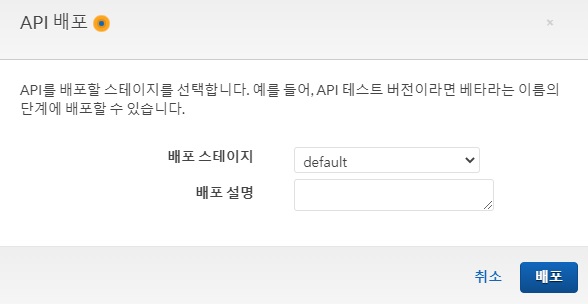 API 배포
×
API를 배포할 스테이지를 선택합니다. 예를 들어, API 테스트 버전이라면 베타라는 이름의
단계에 배포할 수 있습니다.
배포 스테이지 default
배포 설명
취소 배포